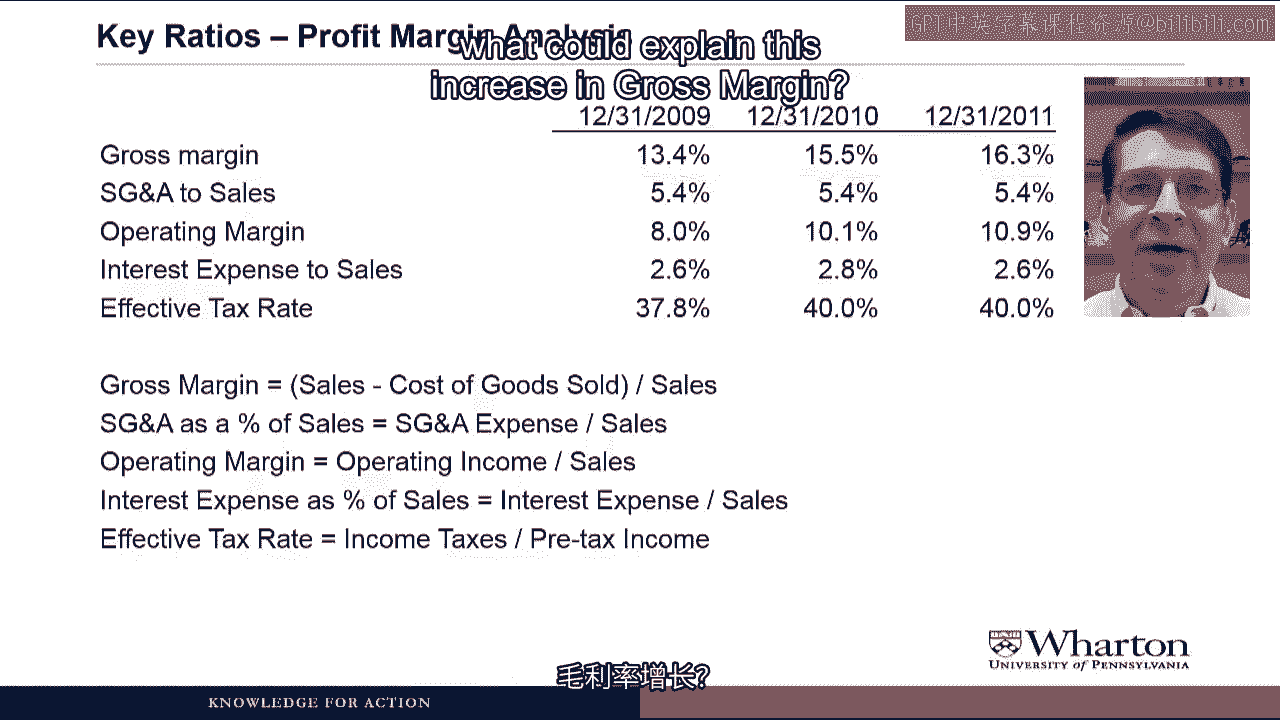 GPT中英字幕课程资源@bilibili.com
Key Ratios – Profit Margin Analysis
what could explain this
increase in Gross Margin?
12/31/2009 12/31/2010 12/31/2011
Gross margin 13.4% 15.5% 16.3%
SG&A to Sales 5.4% 5.4% 5.4%
Operating Margin 8.0% 10.1% 10.9%
Interest Expense to Sales 2.6% 2.8% 2.6%
Effective Tax Rate 37.8% 40.0% 40.0%
Gross Margin = (Sales - Cost of Goods Sold) / Sales
SG&A as a % of Sales = SG&A Expense / Sales
Operating Margin = Operating Income / Sales
Interest Expense as % of Sales = Interest Expense / Sales
Effective Tax Rate = Income Taxes / Pre-tax Income
Wharton
UNIVERSITY of PENNSYLVANIA
毛利率增长?
KNOWLEDGE FOR ACTION